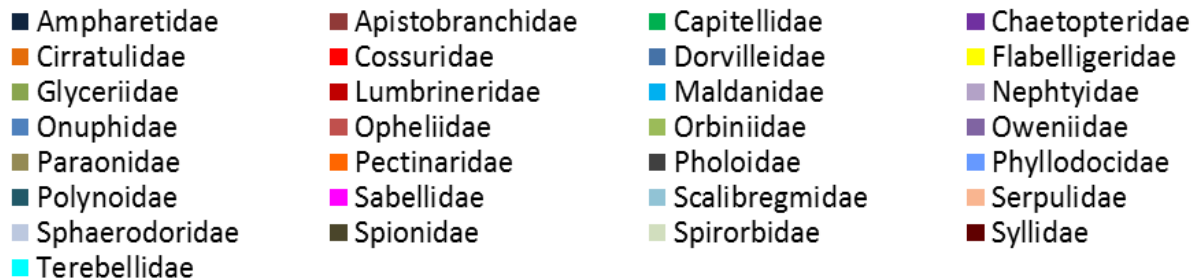 Ampharetidae Apistobranchidae Capitellidae Chaetopteridae
Cirratulidae Cossuridae Dorvilleidae Flabelligeridae
Glyceriidae Lumbrineridae Maldanidae Nephtyidae
Onuphidae Opheliidae Orbiniidae Oweniidae
Paraonidae Pectinaridae Pholoidae Phyllodocidae
Polynoidae Sabellidae Scalibregmidae Serpulidae
Sphaerodoridae Spionidae Spirorbidae Syllidae
Terebellidae